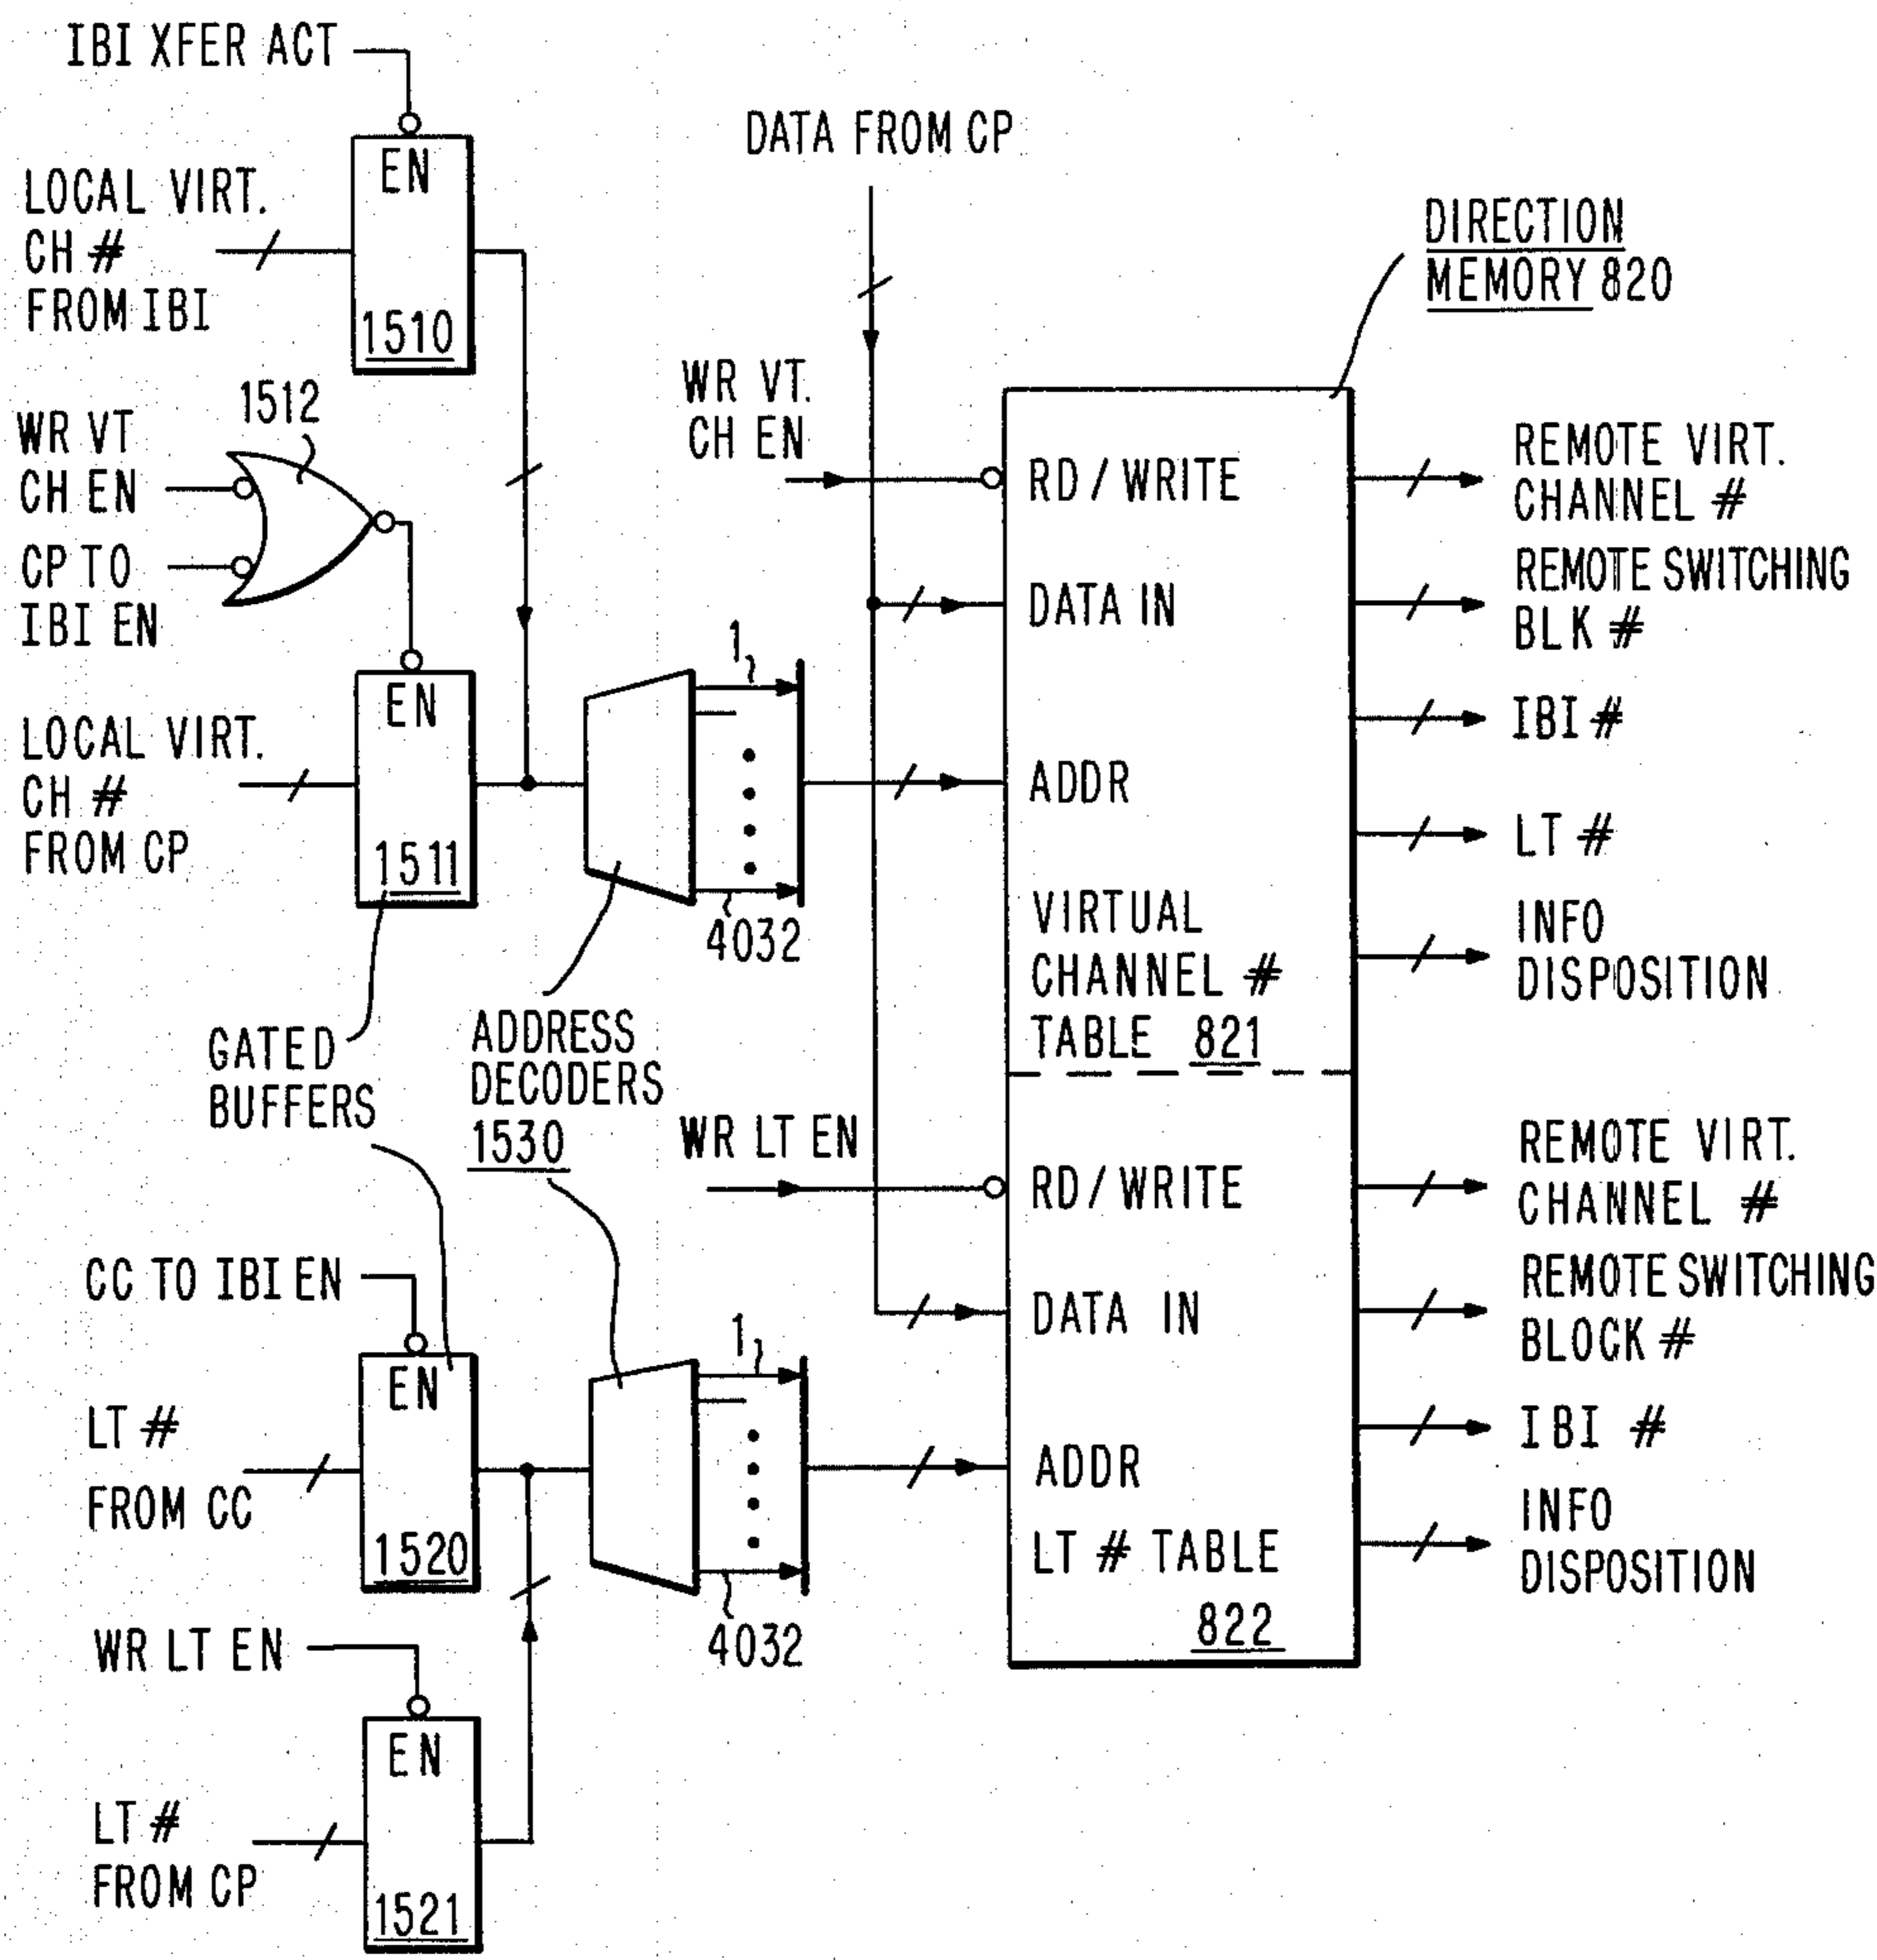 IBI XFER ACT
EN
LOCAL VIRT.
CH #
FROM IBI
1510
DATA FROM CP
DIRECTION
MEMORY 820
1512
WR VT
CH EN
CP TO
IBI EN
WR VT.
CH EN
RD / WRITE
DATA IN
ADDR
VIRTUAL
CHANNEL #
TABLE 821
REMOTE VIRT.
CHANNEL #
REMOTE SWITCHING
BLK #
IBI #
LT #
INFO
DISPOSITION
EN
LOCAL VIRT.
CH #
FROM CP
1511
1
4032
GATED
BUFFERS
ADDRESS
DECODERS
1530
WR LT EN
RD / WRITE
DATA IN
ADDR
LT # TABLE
822
REMOTE VIRT.
CHANNEL #
REMOTE SWITCHING
BLOCK #
IBI #
INFO
DISPOSITION
CC TO IBI EN
EN
LT #
FROM CC
1520
1
4032
WR LT EN
EN
LT #
FROM CP
1521